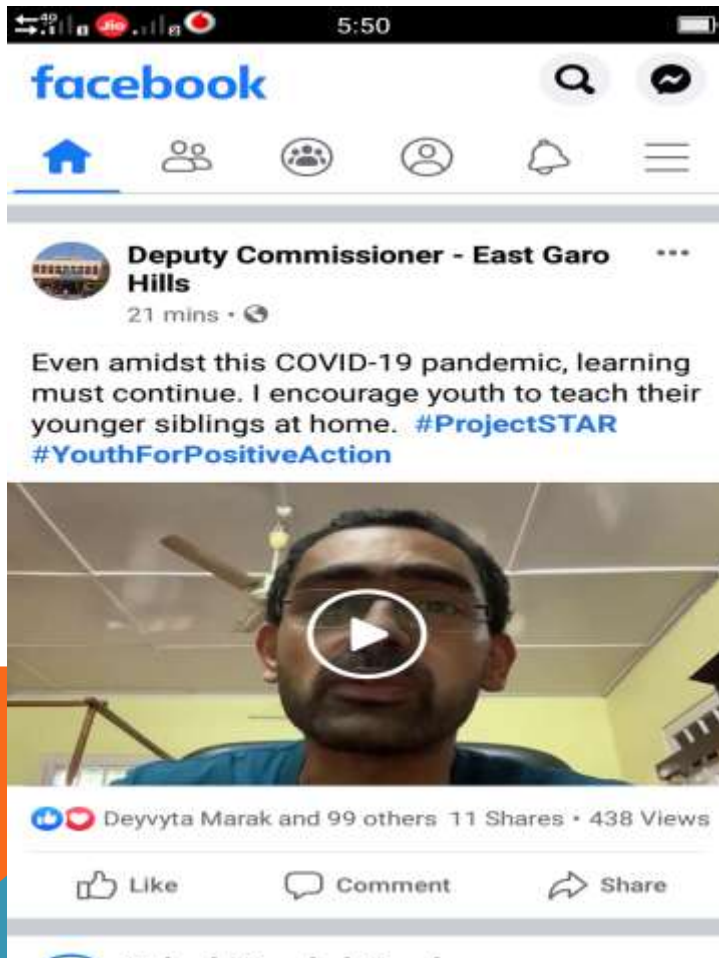 4G Jio 5:50
facebook
Deputy Commissioner - East Garo
Hills
21 mins
Even amidst this COVID-19 pandemic, learning
must continue. I encourage youth to teach their
younger siblings at home. #ProjectSTAR
#YouthForPositiveAction
Deyvyta Marak and 99 others 11 Shares • 438 Views
Like Comment Share